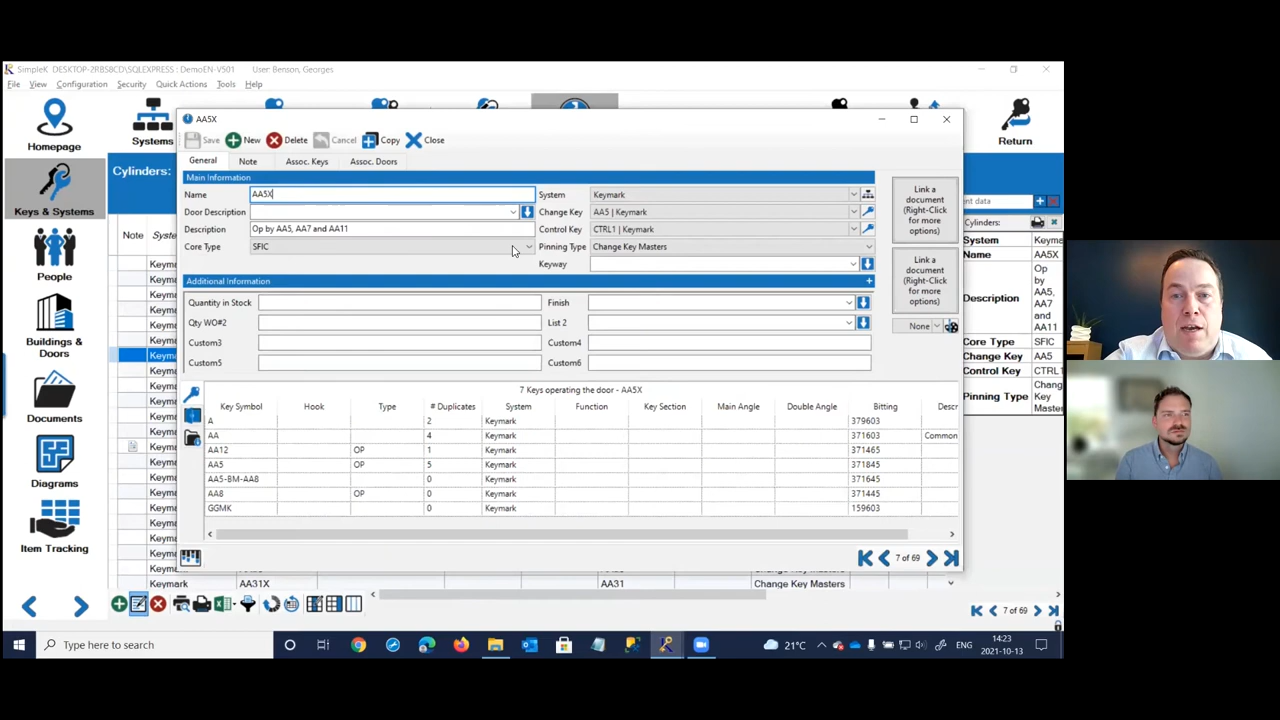 SimpleK DESKTOP-2RBS8CD\SQLEXPRESS : DemoEN-V501 User: Benson, Georges
File View Configuration Security Quick Actions Tools Help
Homepage
Systems
Return
Keys & Systems
People
Buildings & Doors
Documents
Diagrams
Item Tracking
Cylinders:
Note
AA5X
Save New Delete Cancel Copy Close
General Note Assoc. Keys Assoc. Doors
Main Information
Name AA5X System Keymark
Door Description Change Key AA5 | Keymark
Description Op by AA5, AA7 and AA11 Control Key CTRL1 | Keymark
Core Type SFIC Pinning Type Change Key Masters
Keyway
Link a document (Right-Click for more options)
Link a document (Right-Click for more options)
None
Additional Information
Quantity in Stock Finish
Qty WO#2 List 2
Custom3 Custom4
Custom5 Custom6
7 Keys operating the door - AA5X
Key Symbol Hook Type # Duplicates System Function Key Section Main Angle Double Angle Bitting Descr
A 2 Keymark 379603
AA 4 Keymark 371603 Common
AA12 OP 1 Keymark 371465
AA5 OP 5 Keymark 371845
AA5-BM-AA8 0 Keymark 371645
AA8 OP 0 Keymark 371445
GGMK 0 Keymark 159603
7 of 69
Keymark AA31X AA31 Change Key Masters
7 of 69
System Keyma
Name AA5X
Description Op by AA5, AA7 and AA11
Core Type SFIC
Change Key AA5
Control Key CTRL1
Pinning Type Change Key Master
Type here to search
21°C ENG 14:23
2021-10-13